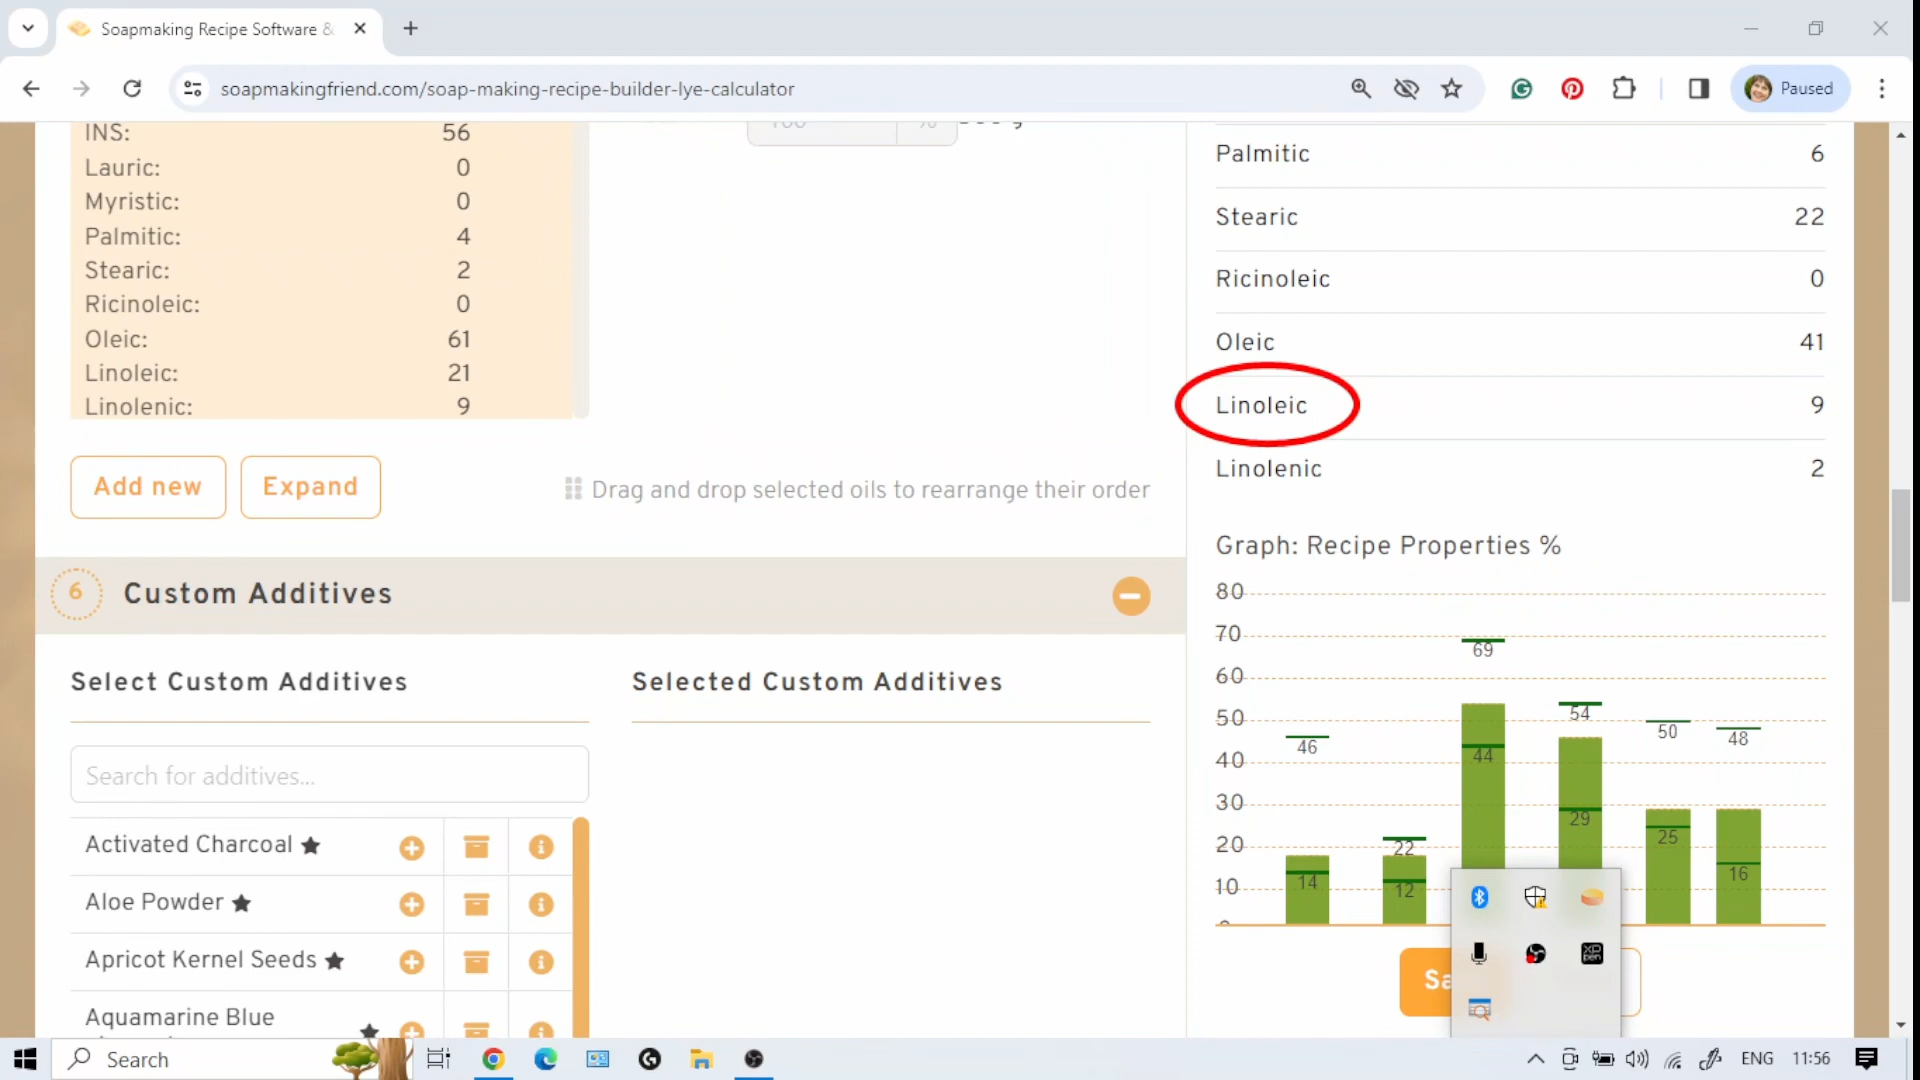 Soapmaking Recipe Software &
soapmakingfriend.com/soap-making-recipe-builder-lye-calculator
Paused
INS: 56
Lauric: 0
Myristic: 0
Palmitic: 4
Stearic: 2
Ricinoleic: 0
Oleic: 61
Linoleic: 21
Linolenic: 9
Add new
Expand
Drag and drop selected oils to rearrange their order
6 Custom Additives
Select Custom Additives
Search for additives...
Activated Charcoal
Aloe Powder
Apricot Kernel Seeds
Aquamarine Blue
Selected Custom Additives
Palmitic 6
Stearic 22
Ricinoleic 0
Oleic 41
Linoleic 9
Linolenic 2
Graph: Recipe Properties %
80
70
60
50
40
30
20
10
46
14
22
12
69
44
54
29
50
25
48
16
XP
pen
Search
ENG
11:56